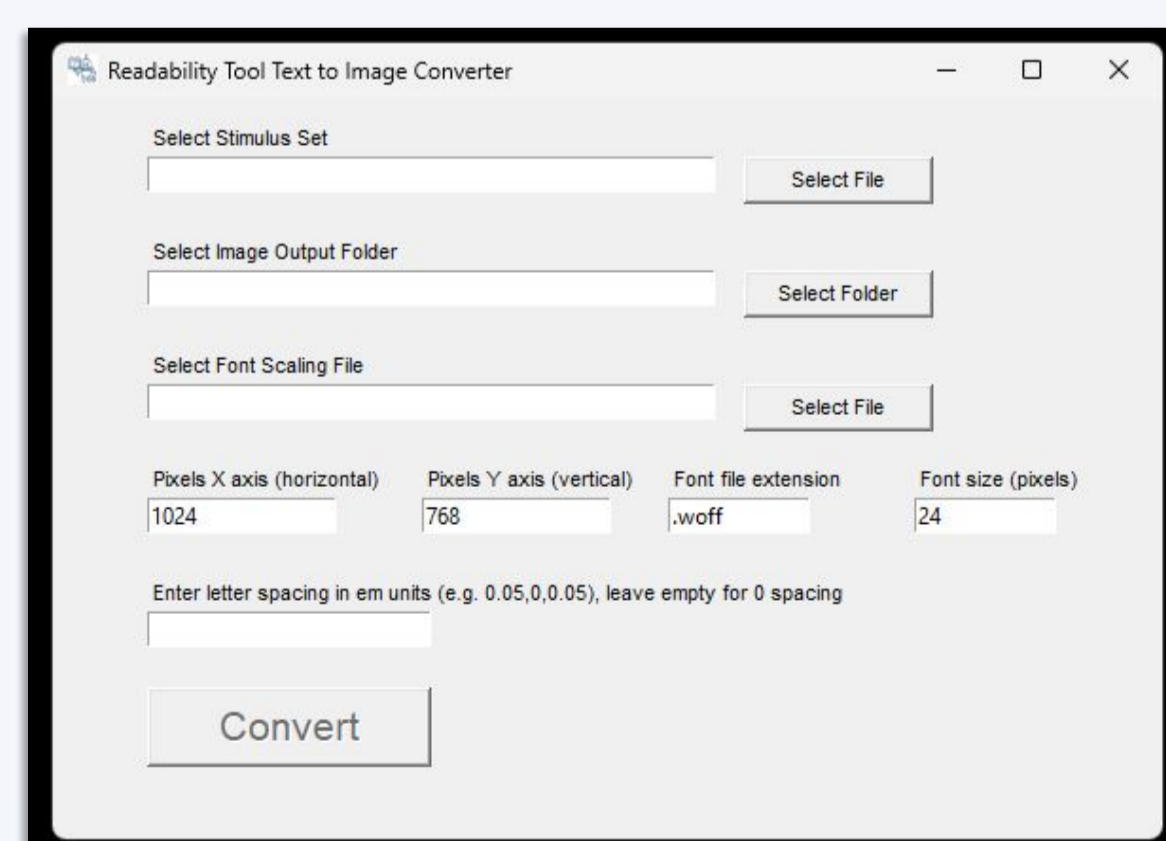 Readability Tool Text to Image Converter
Select Stimulus Set
Select File
Select Image Output Folder
Select Folder
Select Font Scaling File
Select File
Pixels X axis (horizontal) Pixels Y axis (vertical) Font file extension Font size (pixels)
1024 768 .woff 24
Enter letter spacing in em units (e.g. 0.05,0,0.05), leave empty for 0 spacing
Convert